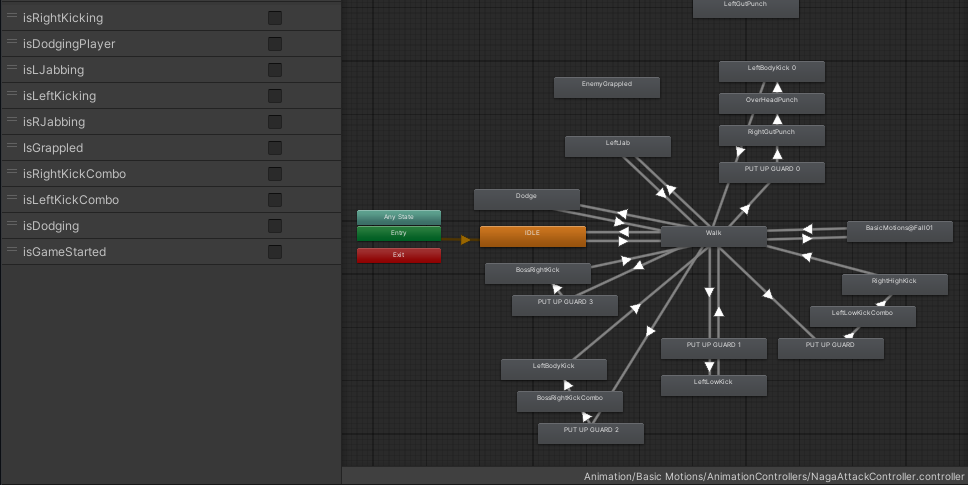 isRightKicking
isDodgingPlayer
isLJabbing
isLeftKicking
isRJabbing
IsGrappled
isRightKickCombo
isLeftKickCombo
isDodging
isGameStarted
LeftGutPunch
LeftBodyKick 0
EnemyGrappled
OverHeadPunch
RightGutPunch
LeftJab
PUT UP GUARD 0
Dodge
Any State
Entry
IDLE
Walk
BasicMotions@Fall01
Exit
BossRightKick
RightHighKick
PUT UP GUARD 3
LeftLowKickCombo
PUT UP GUARD 1
PUT UP GUARD
LeftBodyKick
LeftLowKick
BossRightKickCombo
PUT UP GUARD 2
Animation/Basic Motions/AnimationControllers/NagaAttackController.controller